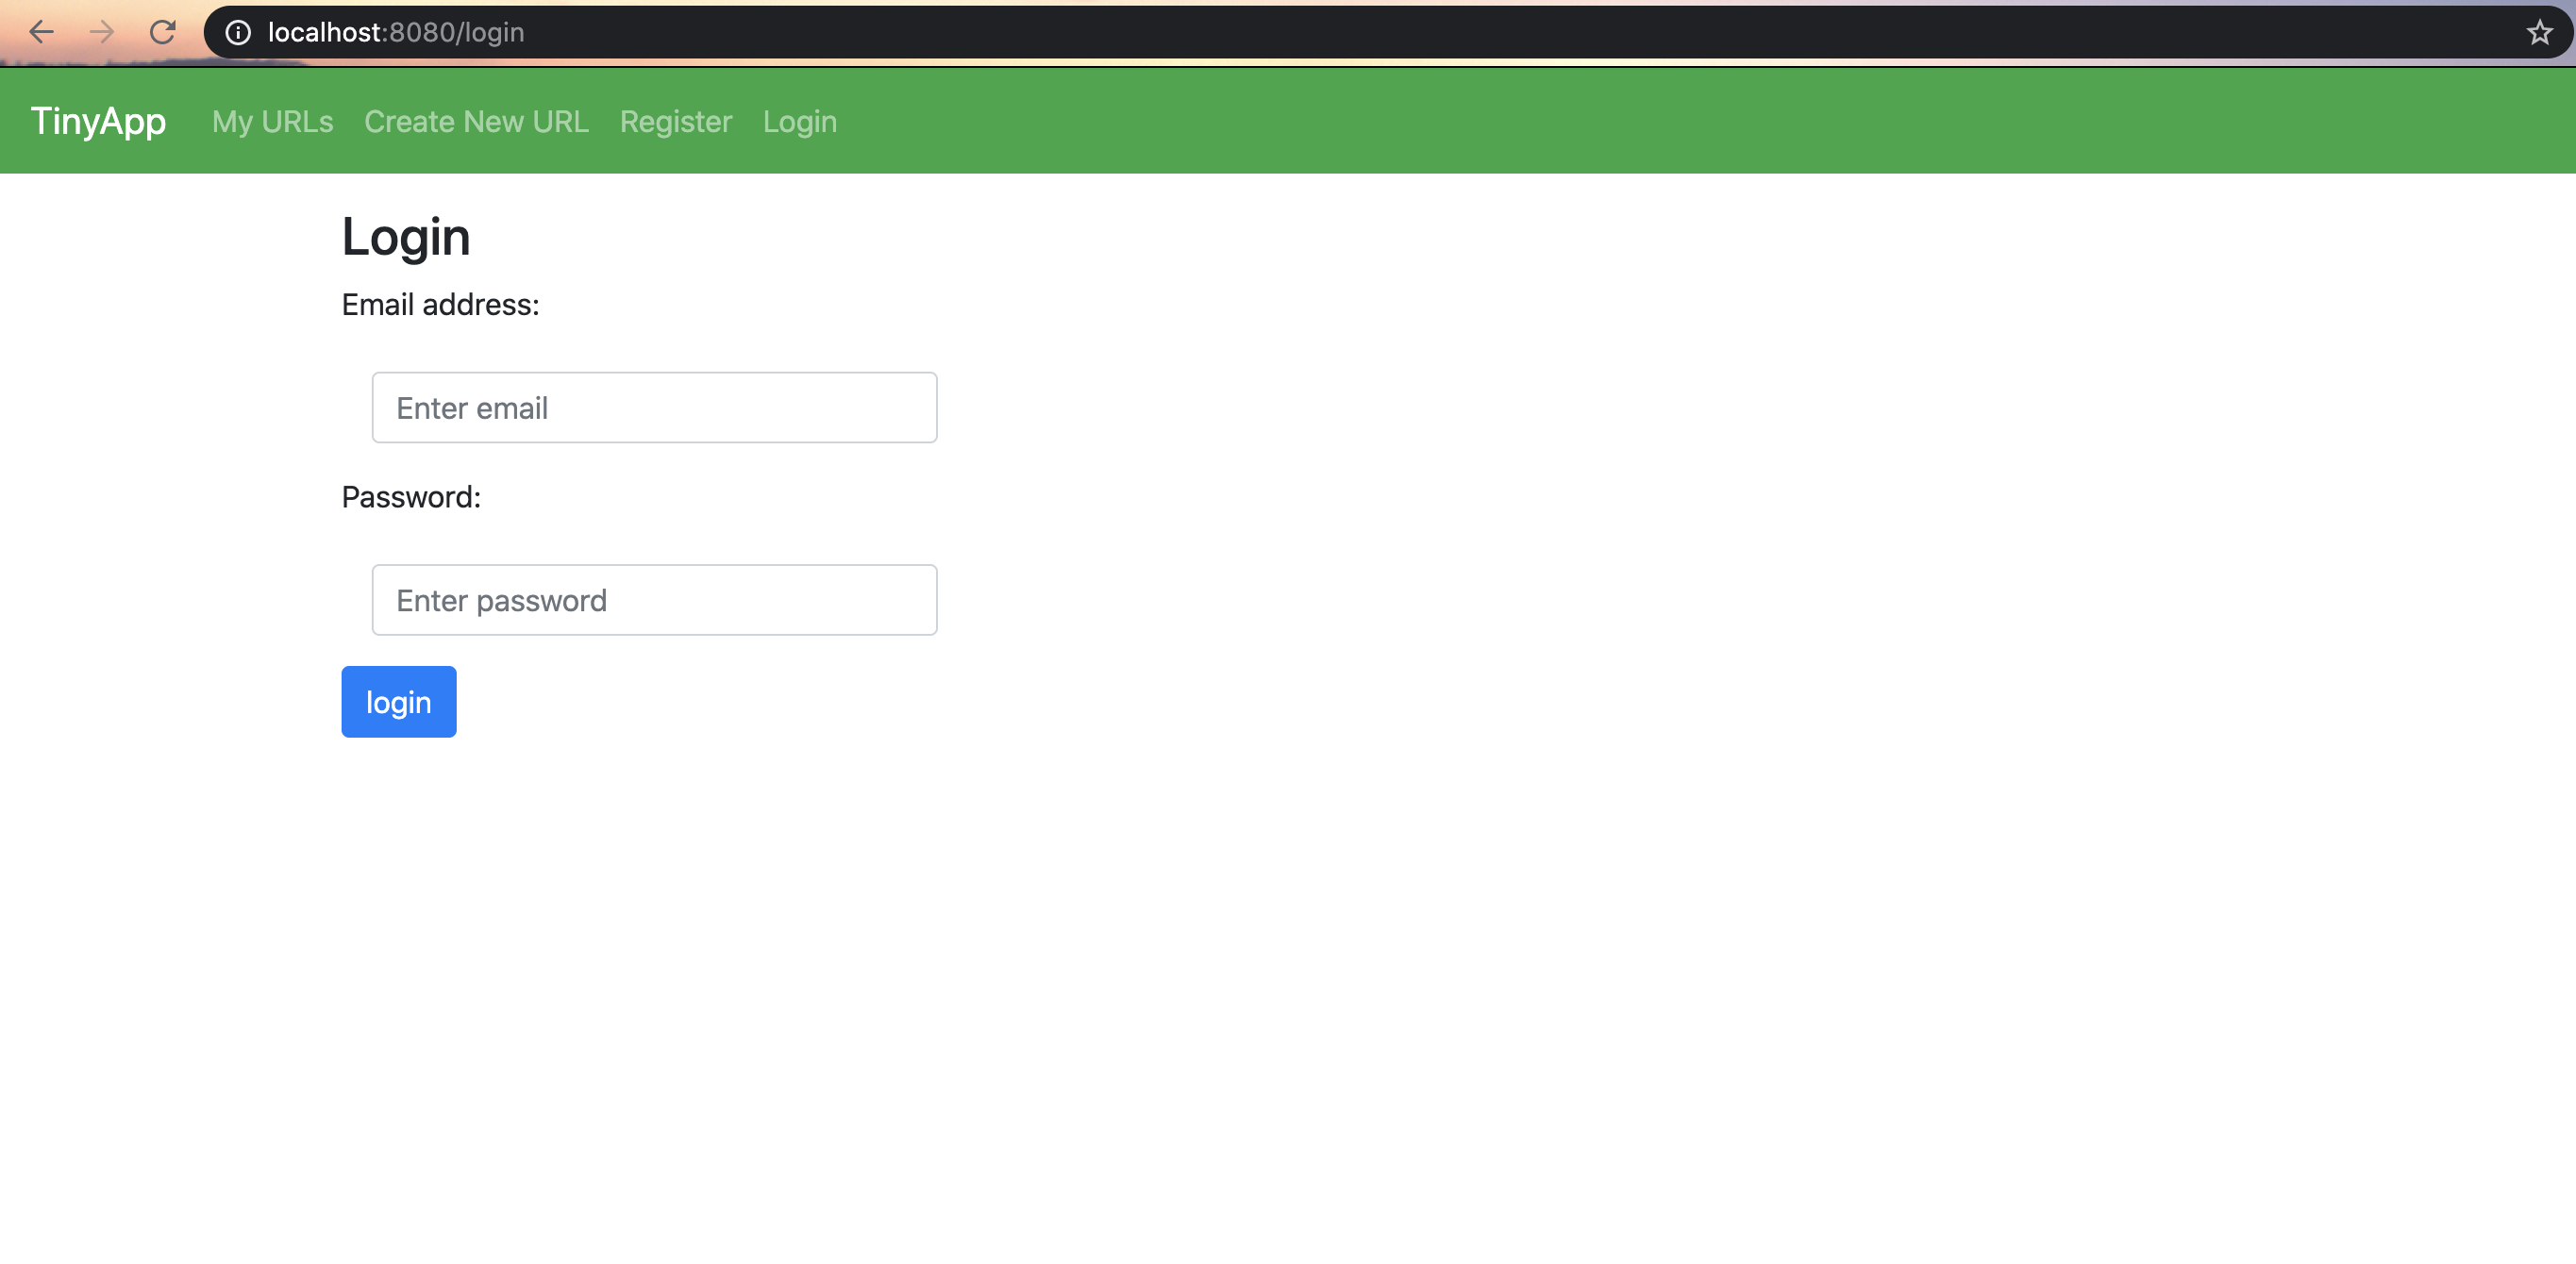 localhost:8080/login
TinyApp My URLs Create New URL Register Login
Login
Email address:
Enter email
Password:
Enter password
login